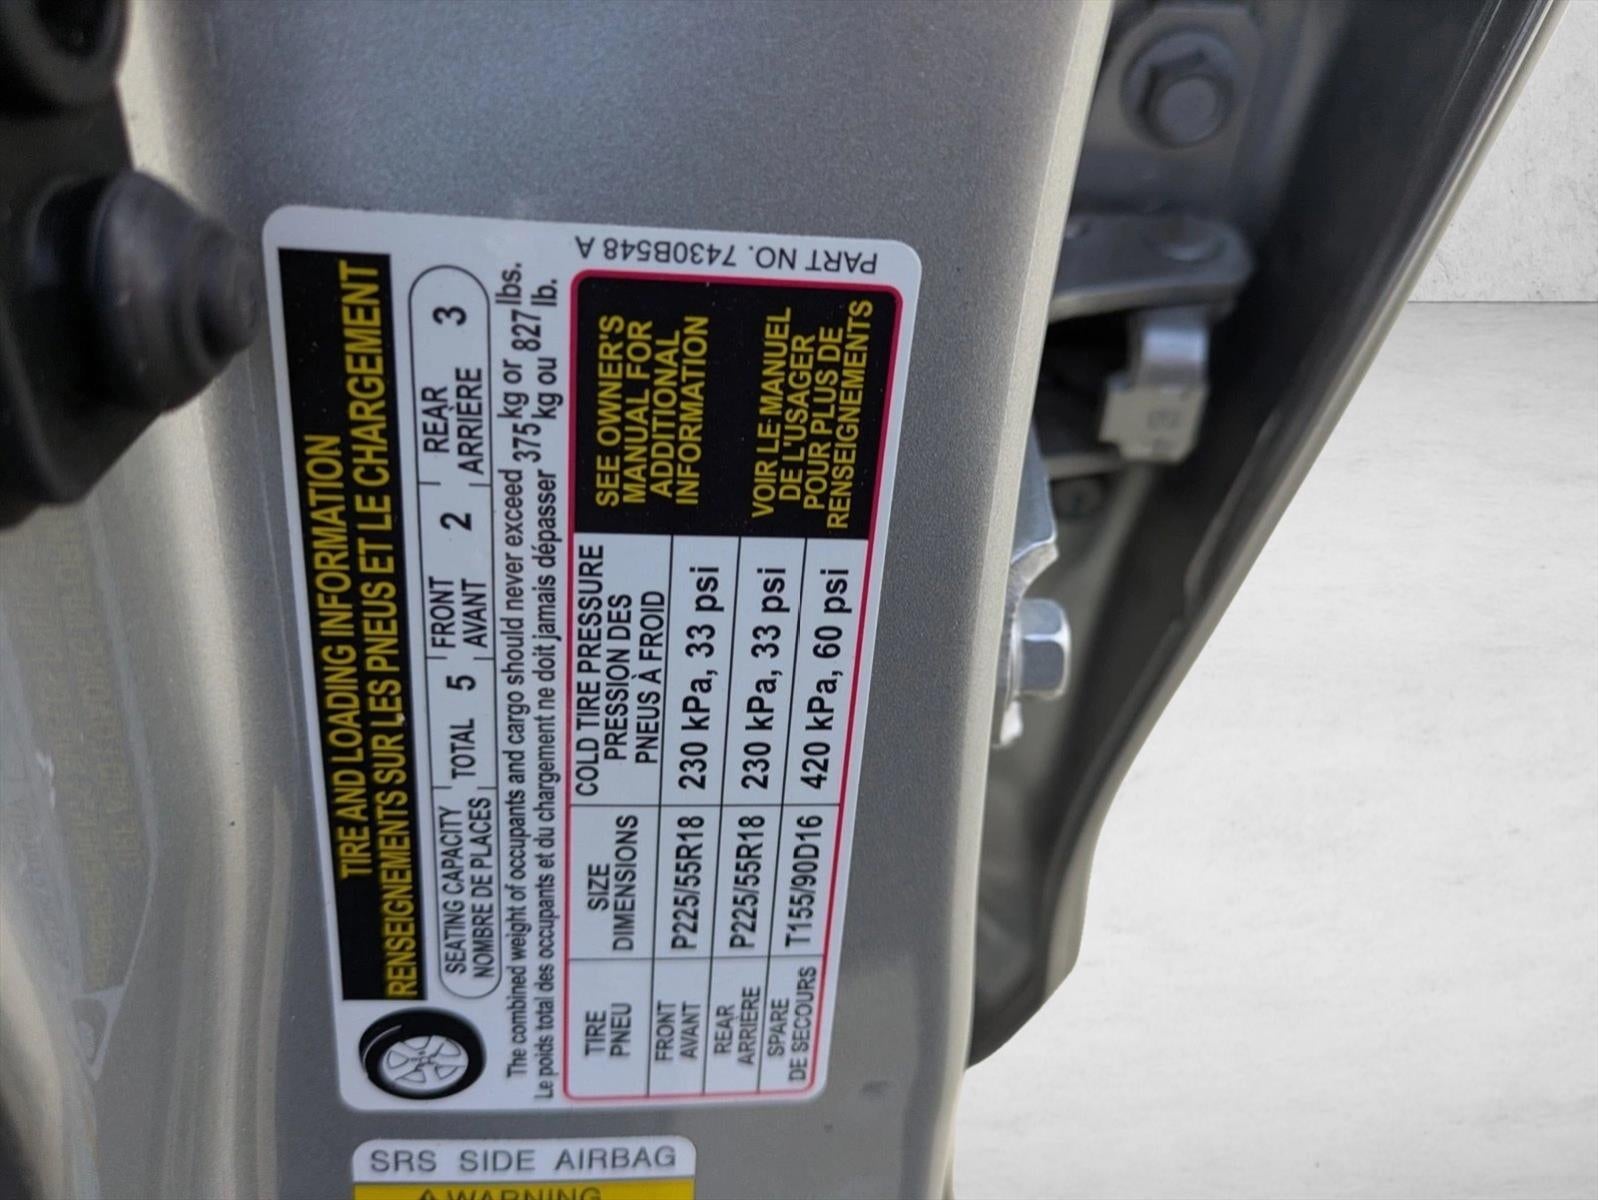 TIRE AND LOADING INFORMATION
RENSEIGNEMENTS SUR LES PNEUS ET LE CHARGEMENT
SEATING CAPACITY
NOMBRE DE PLACES
TOTAL 5
FRONT
AVANT
2
REAR
ARRIÈRE
3
The combined weight of occupants and cargo should never exceed 375 kg or 827 lbs.
Le poids total des occupants et du chargement ne doit jamais dépasser kg ou lb.
TIRE
PNEU
SIZE
DIMENSIONS
COLD TIRE PRESSURE
PRESSION DES
PNEUS À FROID
FRONT
AVANT
P225/55R18
230 kPa, 33 psi
REAR
ARRIÈRE
P225/55R18
230 kPa, 33 psi
SPARE
DE SECOURS
T155/90D16
420 kPa, 60 psi
SEE OWNER'S
MANUAL FOR
ADDITIONAL
INFORMATION
VOIR LE MANUEL
DE L'USAGER
POUR PLUS DE
RENSEIGNEMENTS
PART NO. 7430B548 A
SRS SIDE AIRBAG
WARNING